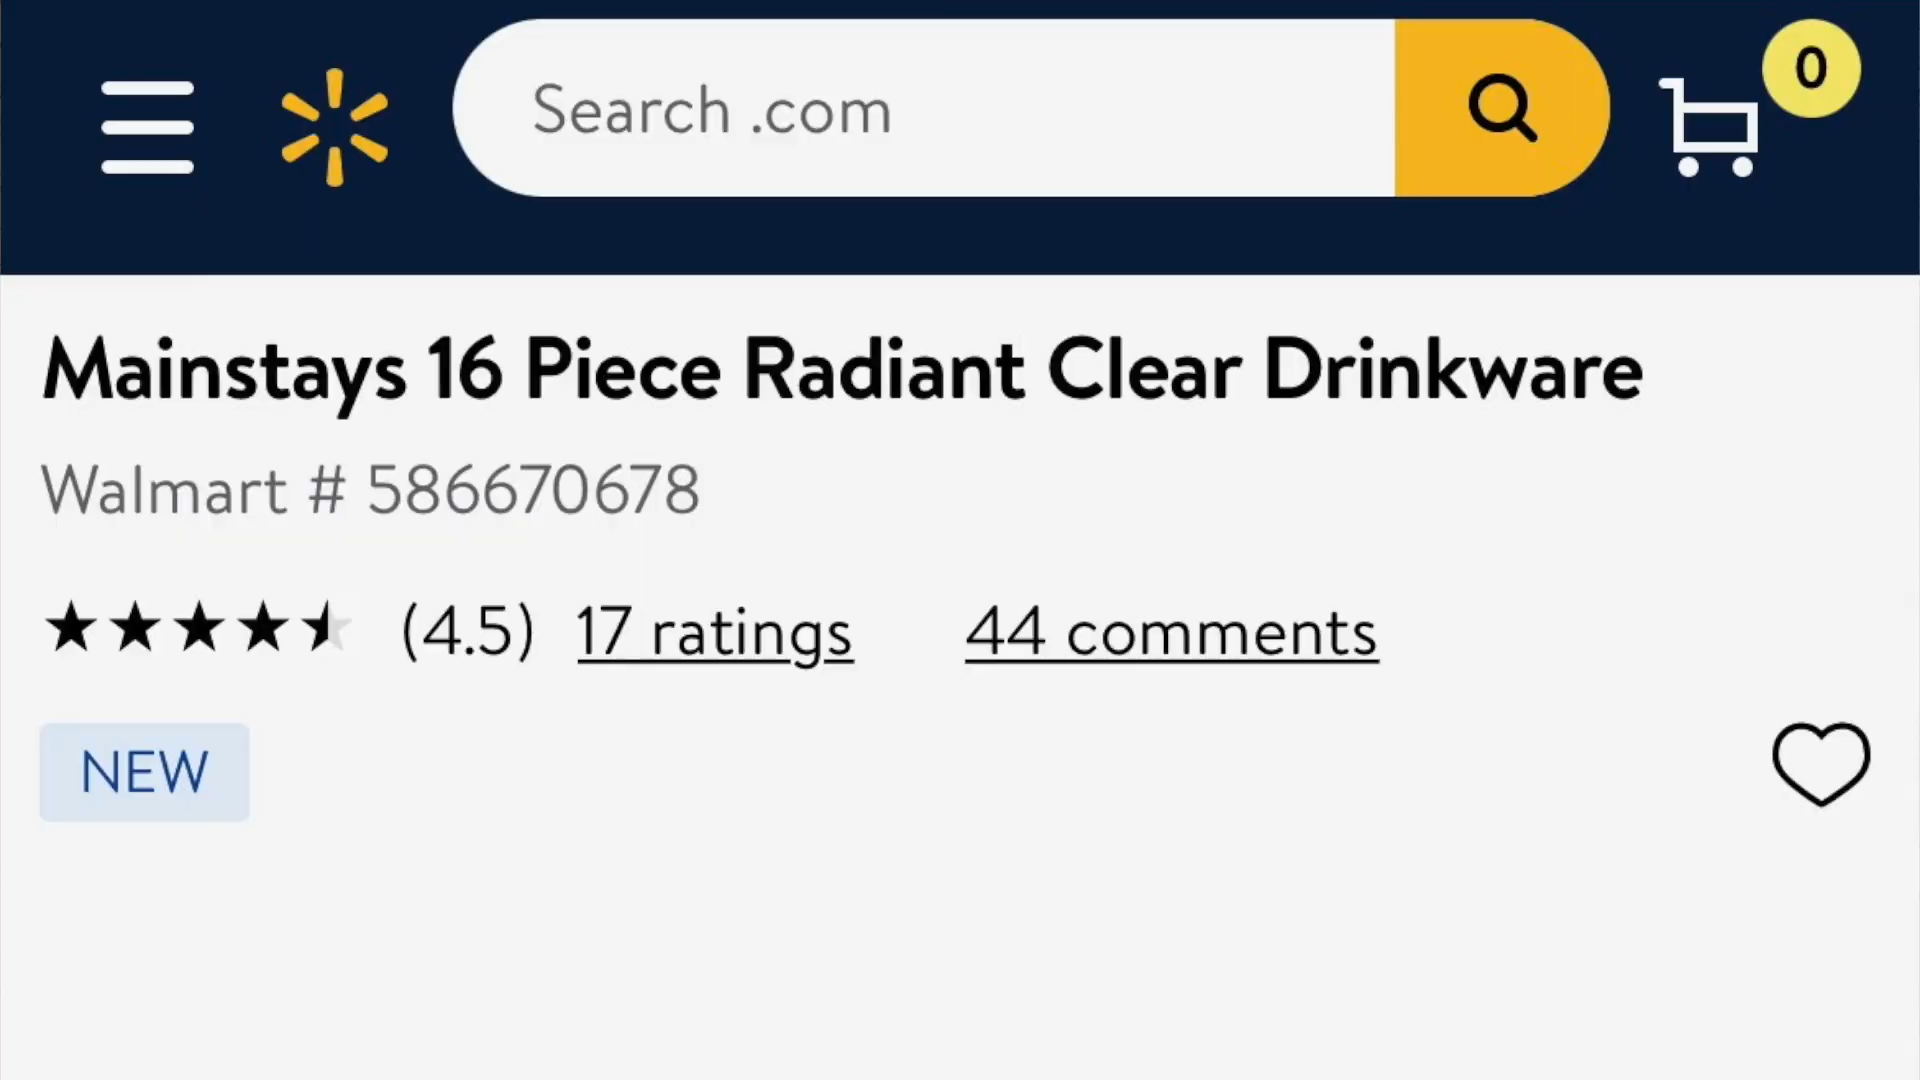 Search .com
0
Mainstays 16 Piece Radiant Clear Drinkware
Walmart # 586670678
(4.5) 17 ratings 44 comments
NEW